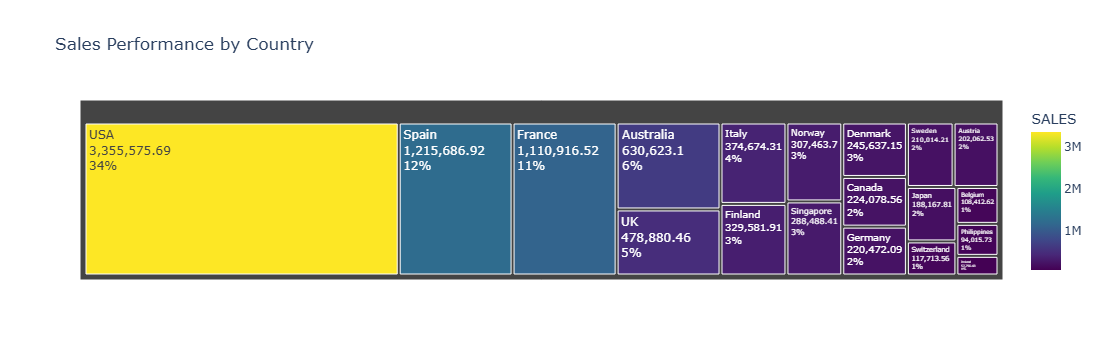 Sales Performance by Country
USA
3,355,575.69
34%
Spain
1,215,686.92
12%
France
1,110,916.52
11%
Australia
630,623.1
6%
UK
478,880.46
5%
Italy
374,674.31
4%
Finland
329,581.91
3%
Norway
307,463.7
3%
Singapore
288,488.41
3%
Denmark
245,637.15
3%
Canada
224,078.56
2%
Germany
220,472.09
2%
Sweden
210,014.21
2%
Japan
188,167.81
2%
Switzerland
117,713.56
1%
Austria
202,062.53
2%
Belgium
108,412.62
1%
Philippines
94,015.73
1%
SALES
3M
2M
1M